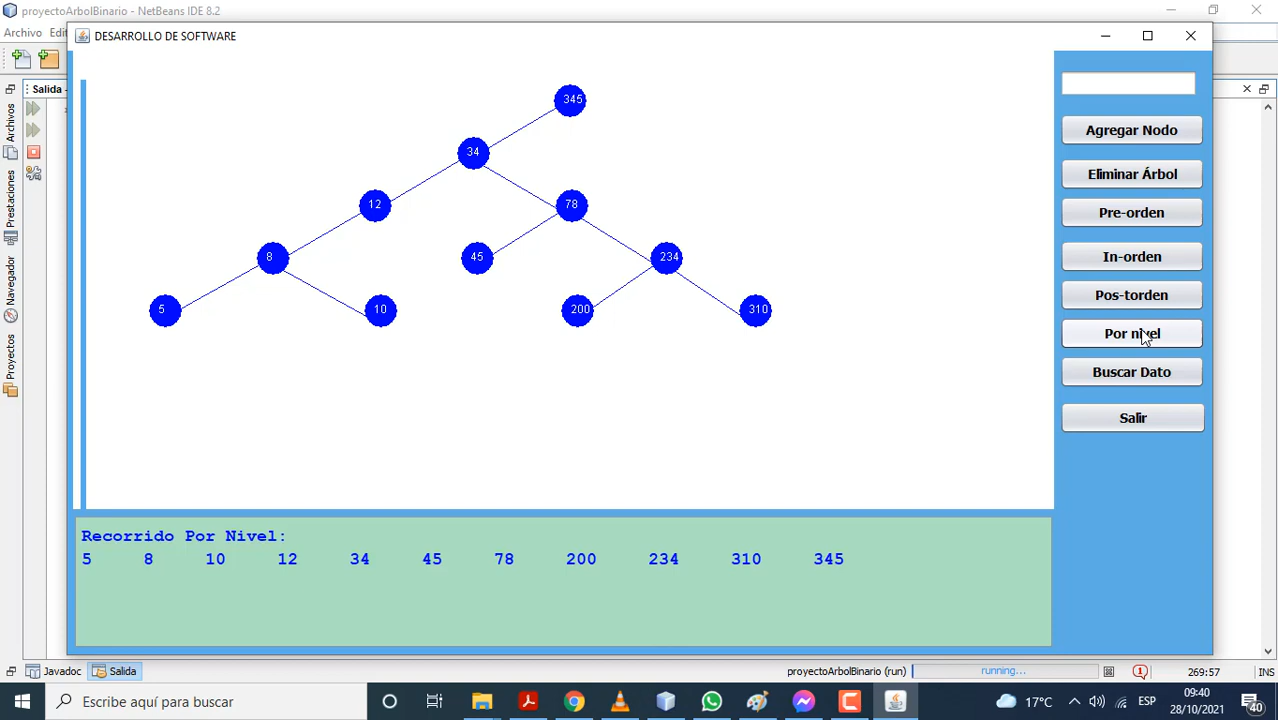 proyectoArbolBinario - NetBeans IDE 8.2
Archivo Edit
DESARROLLO DE SOFTWARE
Salida -
Archivos
Prestaciones
Navegador
Proyectos
345
34
12 78
8 45 234
5 10 200 310
Agregar Nodo
Eliminar Árbol
Pre-orden
In-orden
Pos-torden
Por nivel
Buscar Dato
Salir
Recorrido Por Nivel:
5 8 10 12 34 45 78 200 234 310 345
Javadoc Salida proyectoArbolBinario (run) running... 269:57 INS
Escribe aquí para buscar
17°C ESP
09:40
28/10/2021
40